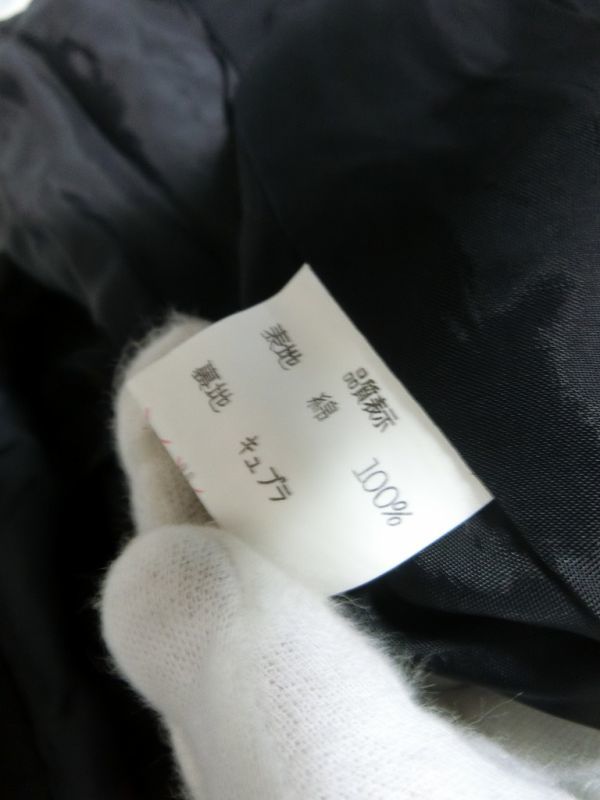 品質表示
表地 綿 100%
裏地 キュプラ